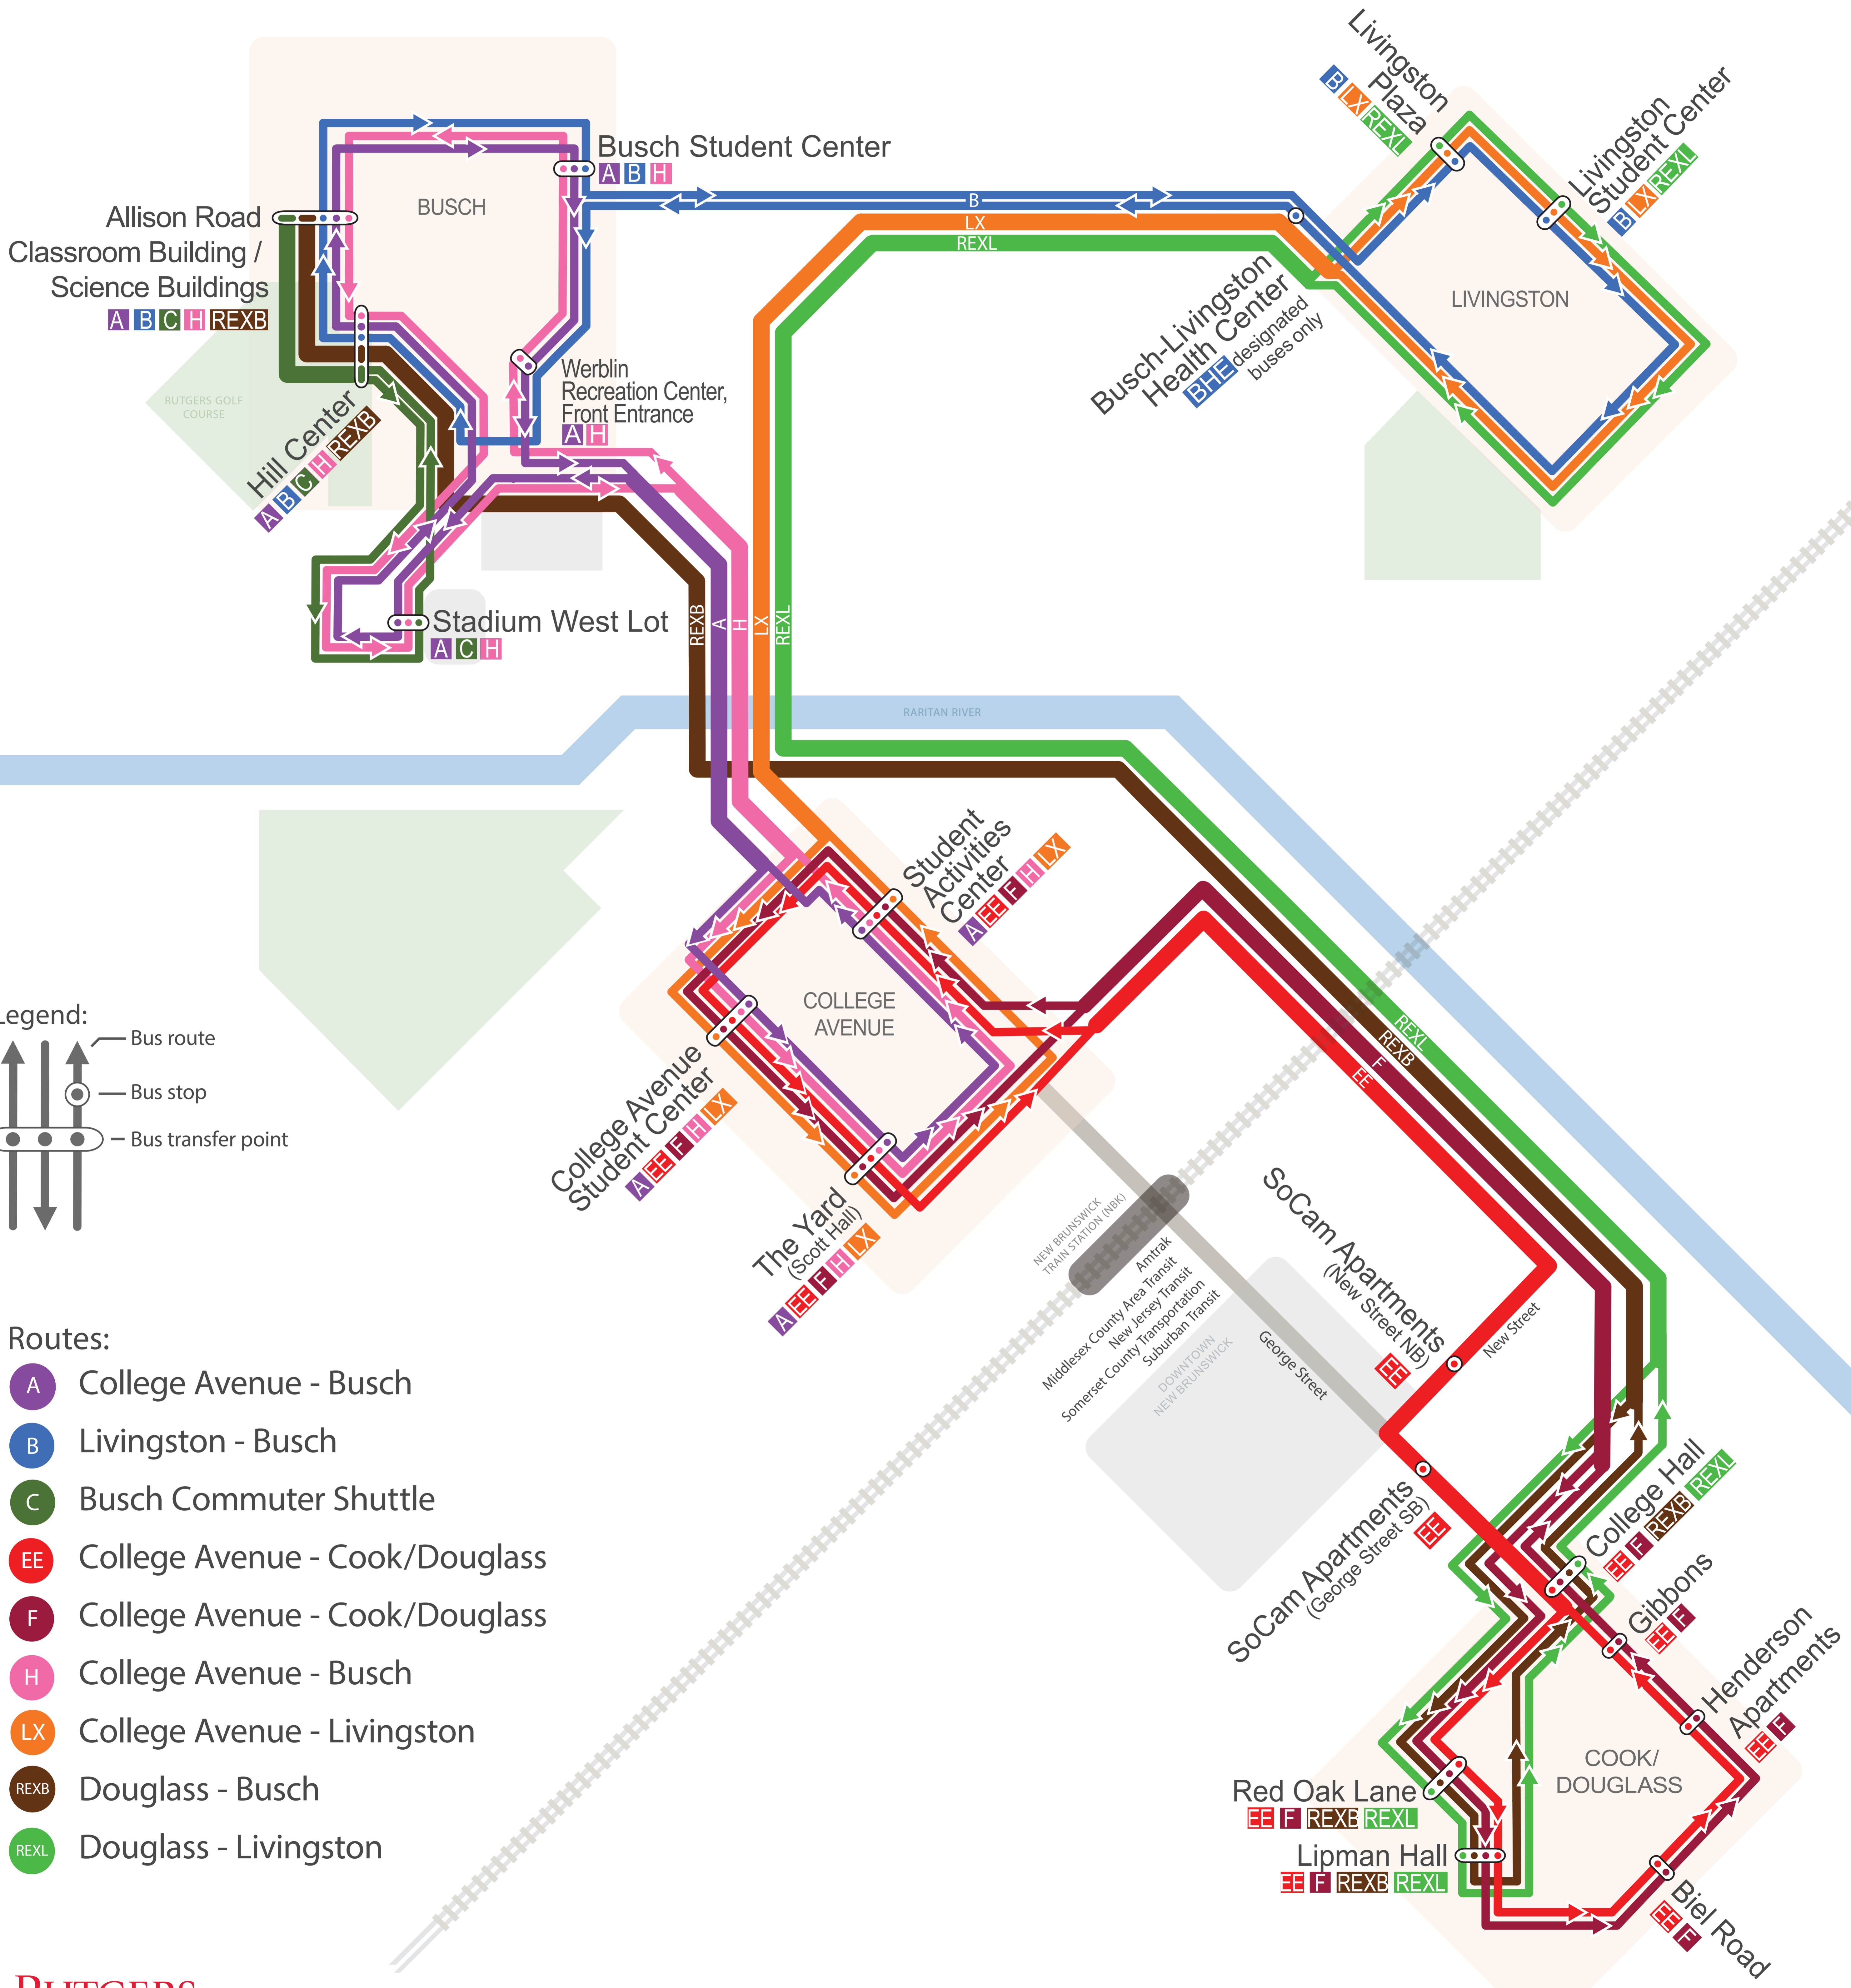 Livingston
Plaza
B LX REXL
Livingston
Student Center
B LX REXL
Busch Student Center
A B H
BUSCH
B
LX
REXL
Allison Road
Classroom Building /
Science Buildings
A B C H REXB
LIVINGSTON
Busch-Livingston
Health Center
BHE designated
buses only
Werblin
Recreation Center,
Front Entrance
A H
RUTGERS GOLF
COURSE
Hill Center
A B C H REXB
Stadium West Lot
A C H
REXB
A
H
LX
REXL
RARITAN RIVER
Student
Activities
Center
A EE F H LX
COLLEGE
AVENUE
College Avenue
Student Center
A EE F H LX
The Yard
(Scott Hall)
A EE F H LX
REXL
REXB
F
EE
Legend:
Bus route
Bus stop
Bus transfer point
NEW BRUNSWICK
TRAIN STATION (NBK)
Amtrak
Middlesex County Area Transit
New Jersey Transit
Somerset County Transportation
Suburban Transit
DOWNTOWN
NEW BRUNSWICK
George Street
SoCam Apartments
(New Street NB)
EE
New Street
SoCam Apartments
(George Street SB)
EE
College Hall
EE F REXB REXL
Gibbons
EE F
Henderson
Apartments
EE F
COOK/
DOUGLASS
Red Oak Lane
EE F REXB REXL
Lipman Hall
EE F REXB REXL
Biel Road
EE F
Routes:
A College Avenue - Busch
B Livingston - Busch
C Busch Commuter Shuttle
EE College Avenue - Cook/Douglass
F College Avenue - Cook/Douglass
H College Avenue - Busch
LX College Avenue - Livingston
REXB Douglass - Busch
REXL Douglass - Livingston
RUTGERS